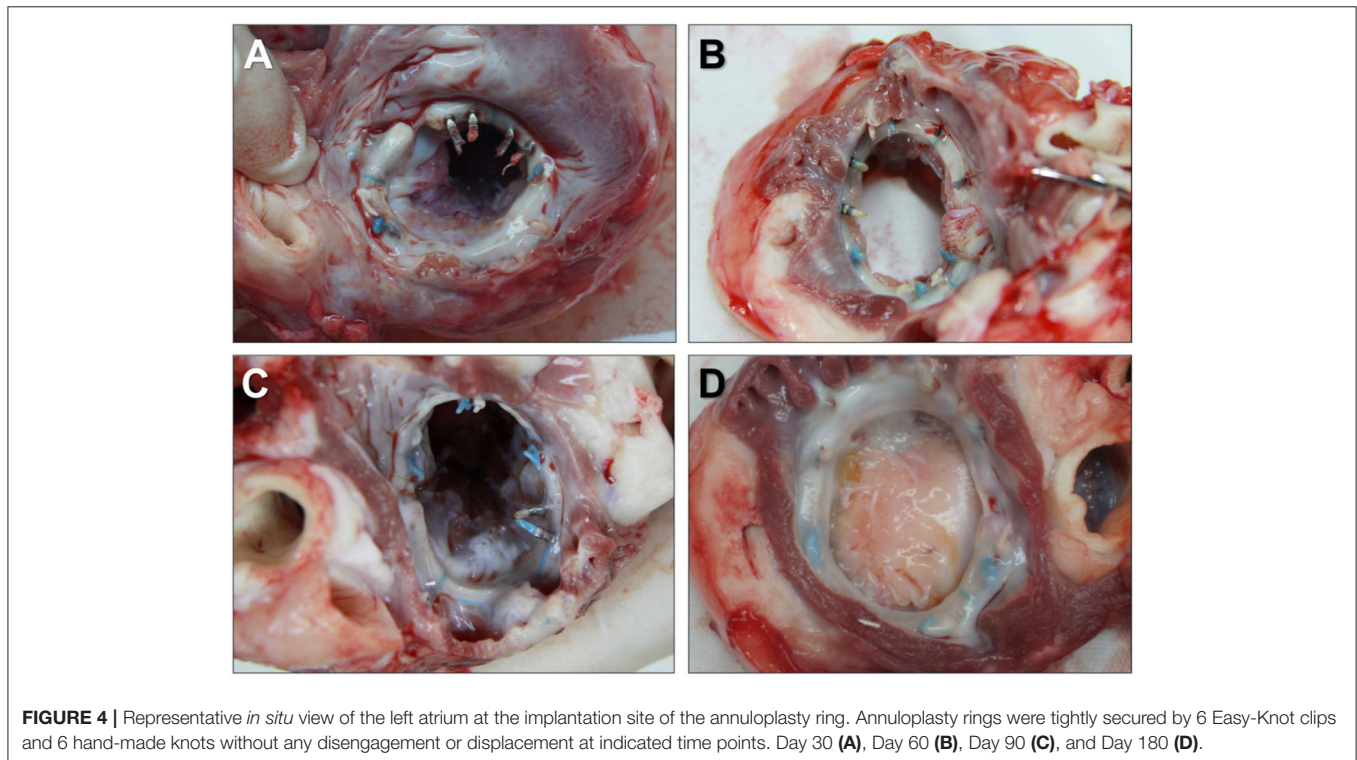 A
B
C
D
FIGURE 4 | Representative in situ view of the left atrium at the implantation site of the annuloplasty ring. Annuloplasty rings were tightly secured by 6 Easy-Knot clips
and 6 hand-made knots without any disengagement or displacement at indicated time points. Day 30 (A), Day 60 (B), Day 90 (C), and Day 180 (D).